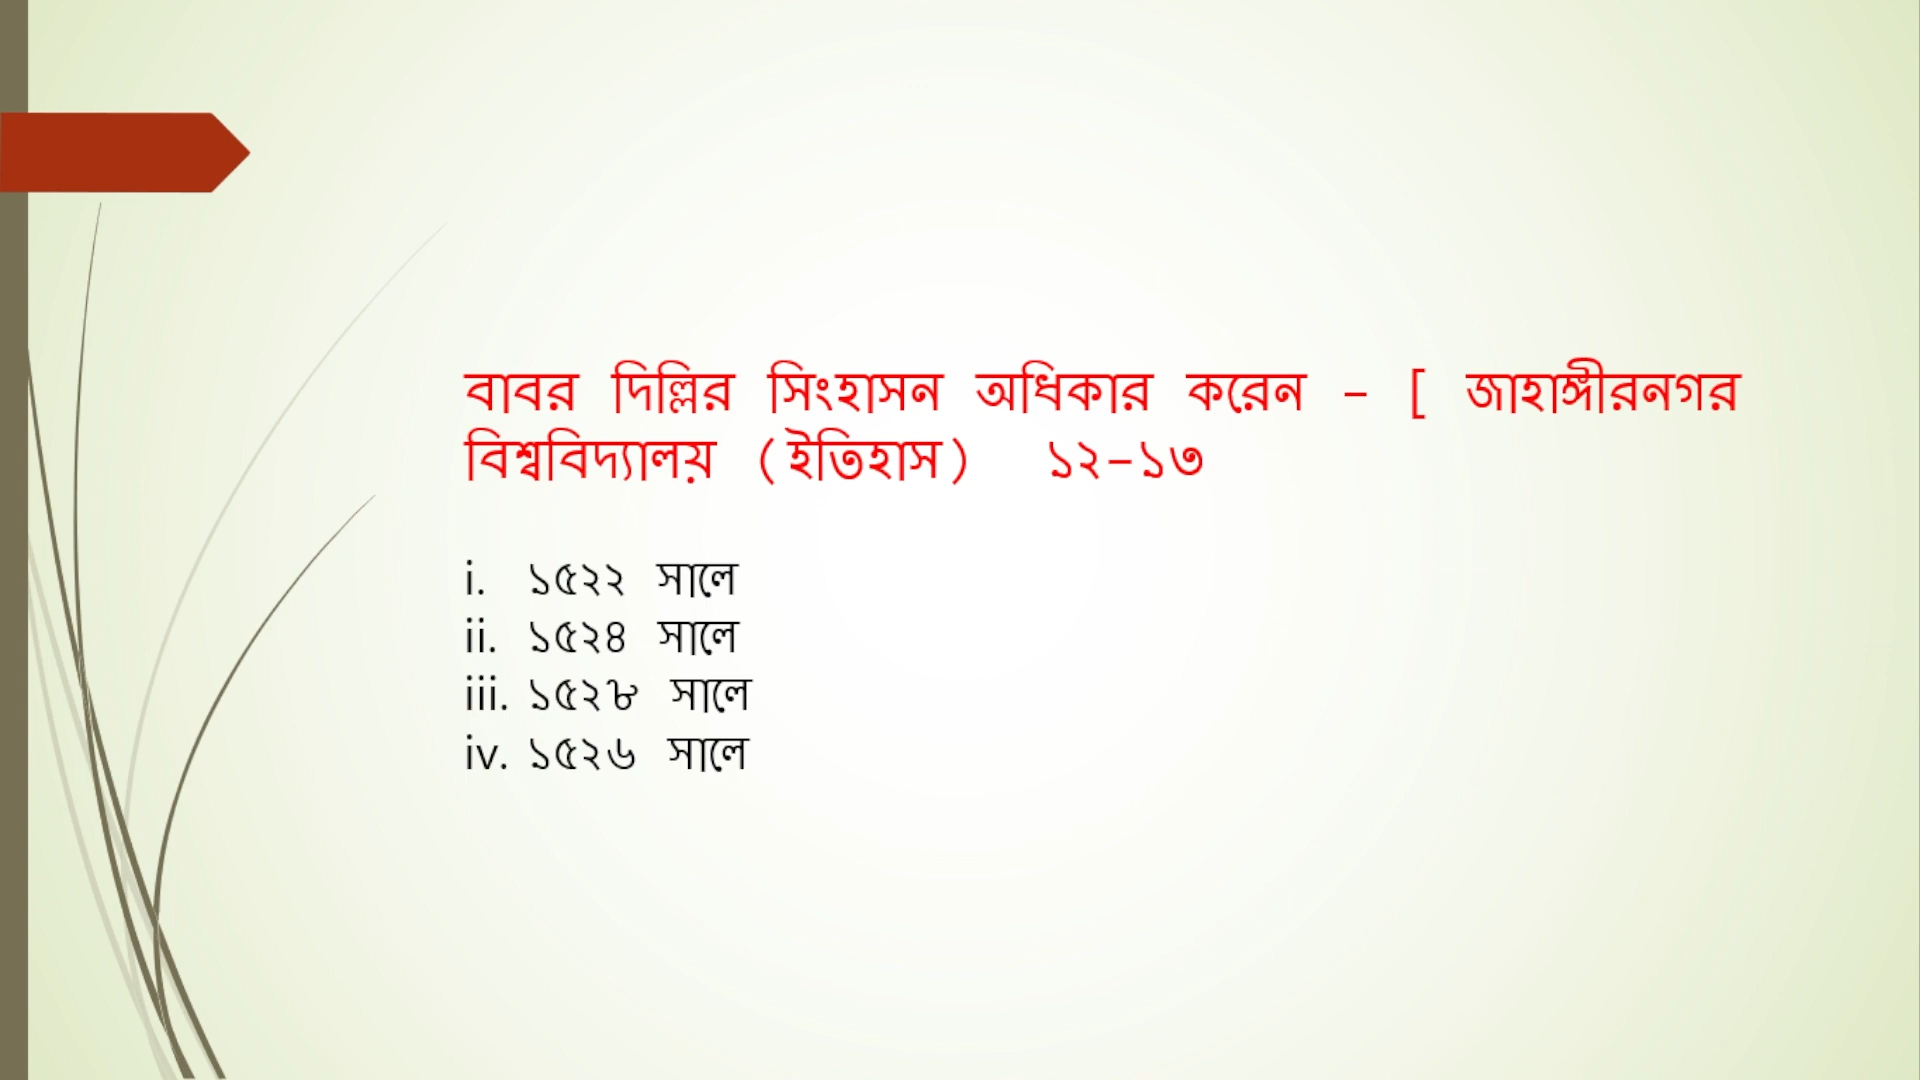 বাবর দিল্লির সিংহাসন অধিকার করেন – [ জাহাঙ্গীরনগর
বিশ্ববিদ্যালয় (ইতিহাস) ১২–১৩
i. ১৫২২ সালে
ii. ১৫২৪ সালে
iii. ১৫২৮ সালে
iv. ১৫২৬ সালে